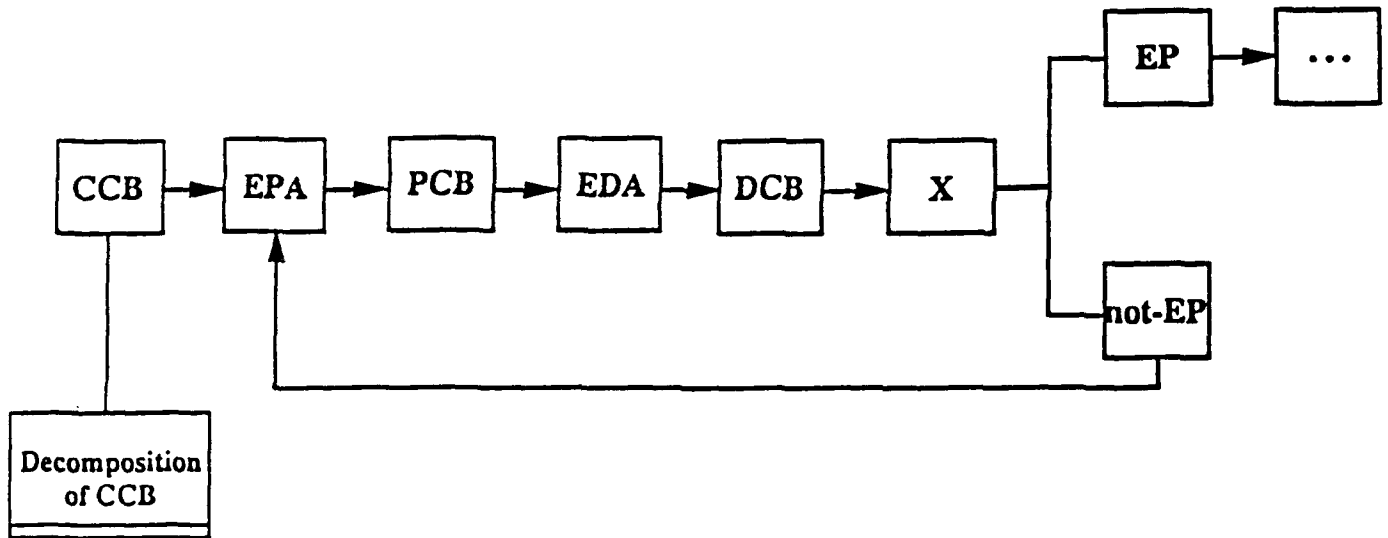 EP
...
CCB
EPA
PCB
EDA
DCB
X
not-EP
Decomposition
of CCB